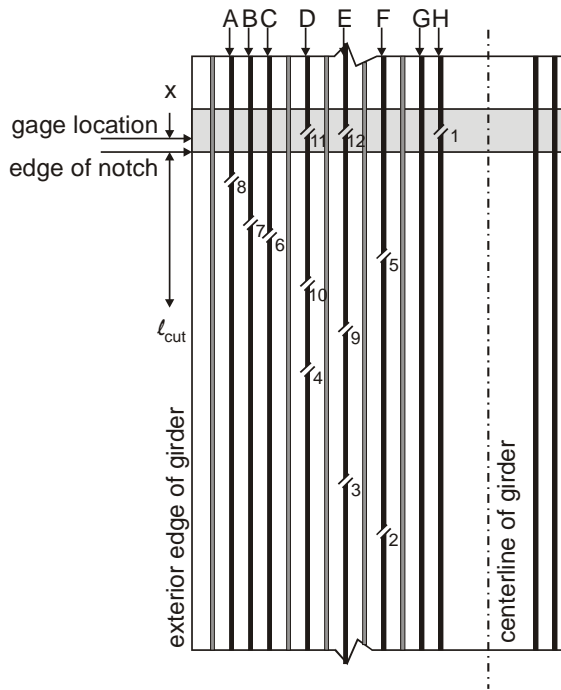 A B C D E F G H
x
gage location
edge of notch
11 12 1
8
7
6
5
10
ℓcut
9
4
3
2
exterior edge of girder
centerline of girder